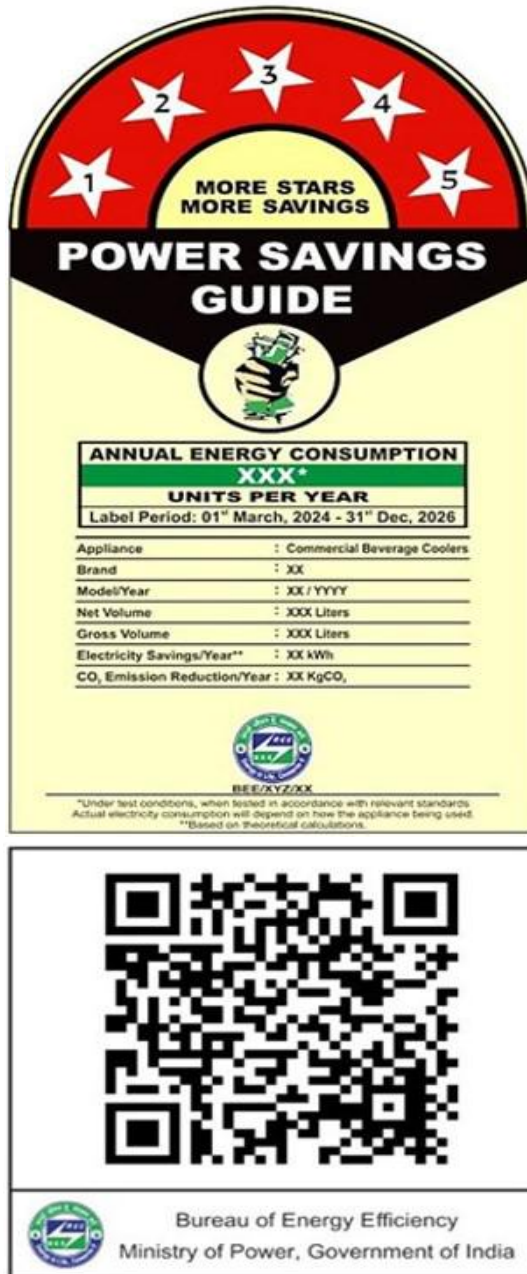 1 2 3 4 5
MORE STARS
MORE SAVINGS
POWER SAVINGS
GUIDE
ANNUAL ENERGY CONSUMPTION
XXX*
UNITS PER YEAR
Label Period: 01st March, 2024 - 31st Dec, 2026
Appliance : Commercial Beverage Coolers
Brand : XX
Model/Year : XX / YYYY
Net Volume : XXX Liters
Gross Volume : XXX Liters
Electricity Savings/Year** : XX kWh
CO₂ Emission Reduction/Year : XX KgCO₂
BEE
BEE/XYZ/XX
*Under test conditions, when tested in accordance with relevant standards
Actual electricity consumption will depend on how the appliance being used.
**Based on theoretical calculations.
Bureau of Energy Efficiency
Ministry of Power, Government of India